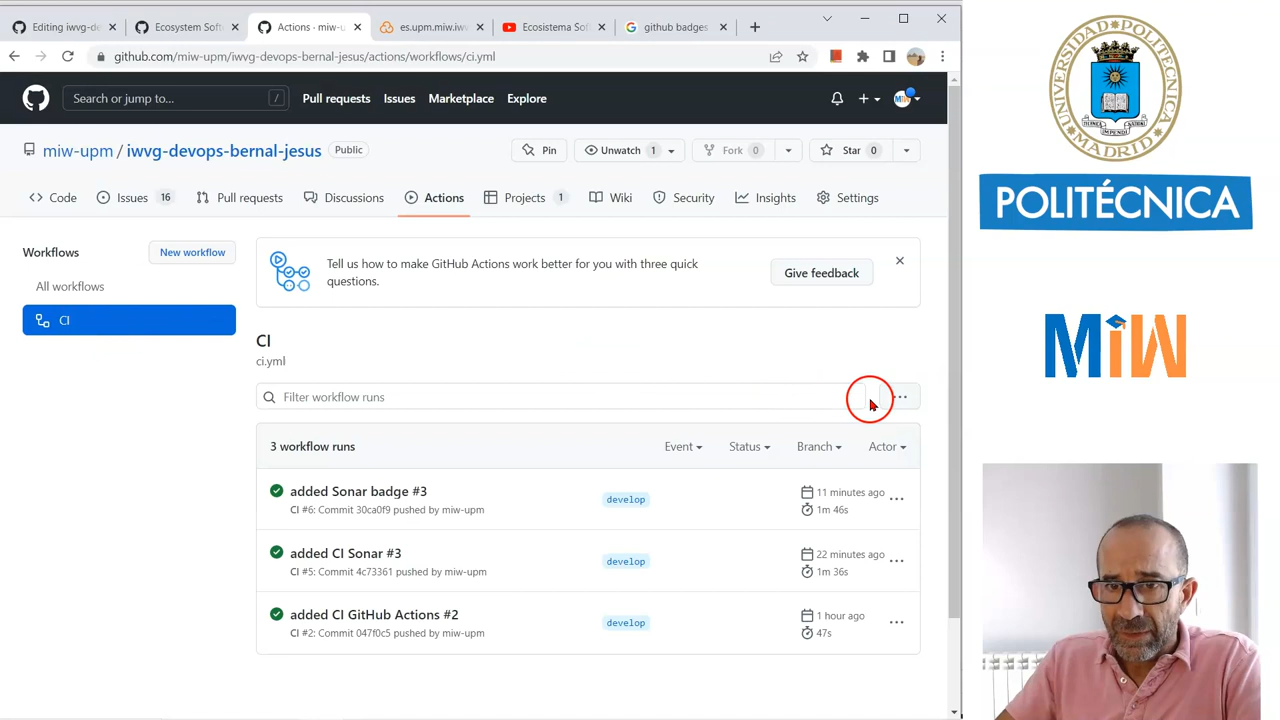 Editing iwvg-de
Ecosystem Soft
Actions · miw-u
es.upm.miw.iwv
Ecosistema Sof
github badges
github.com/miw-upm/iwvg-devops-bernal-jesus/actions/workflows/ci.yml
Search or jump to...
/
Pull requests
Issues
Marketplace
Explore
miw-upm / iwvg-devops-bernal-jesus
Public
Pin
Unwatch 1
Fork 0
Star 0
Code
Issues 16
Pull requests
Discussions
Actions
Projects 1
Wiki
Security
Insights
Settings
Workflows
New workflow
All workflows
CI
Tell us how to make GitHub Actions work better for you with three quick
questions.
Give feedback
CI
ci.yml
Filter workflow runs
3 workflow runs
Event
Status
Branch
Actor
added Sonar badge #3
CI #6: Commit 30ca0f9 pushed by miw-upm
develop
11 minutes ago
1m 46s
added CI Sonar #3
CI #5: Commit 4c73361 pushed by miw-upm
develop
22 minutes ago
1m 36s
added CI GitHub Actions #2
CI #2: Commit 047f0c5 pushed by miw-upm
develop
1 hour ago
47s
UNIVERSIDAD POLITÉCNICA
MADRID
POLITÉCNICA
MiW